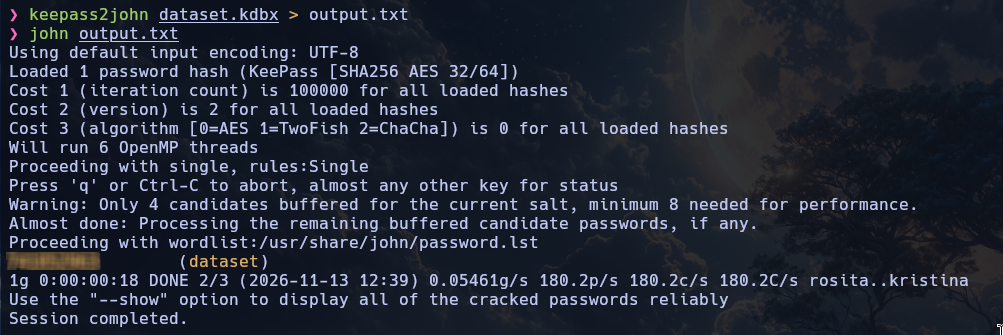 ❯ keepass2john dataset.kdbx > output.txt
❯ john output.txt
Using default input encoding: UTF-8
Loaded 1 password hash (KeePass [SHA256 AES 32/64])
Cost 1 (iteration count) is 100000 for all loaded hashes
Cost 2 (version) is 2 for all loaded hashes
Cost 3 (algorithm [0=AES 1=TwoFish 2=ChaCha]) is 0 for all loaded hashes
Will run 6 OpenMP threads
Proceeding with single, rules:Single
Press 'q' or Ctrl-C to abort, almost any other key for status
Warning: Only 4 candidates buffered for the current salt, minimum 8 needed for performance.
Almost done: Processing the remaining buffered candidate passwords, if any.
Proceeding with wordlist:/usr/share/john/password.lst
(dataset)
1g 0:00:00:18 DONE 2/3 (2026-11-13 12:39) 0.05461g/s 180.2p/s 180.2c/s 180.2C/s rosita..kristina
Use the "--show" option to display all of the cracked passwords reliably
Session completed.